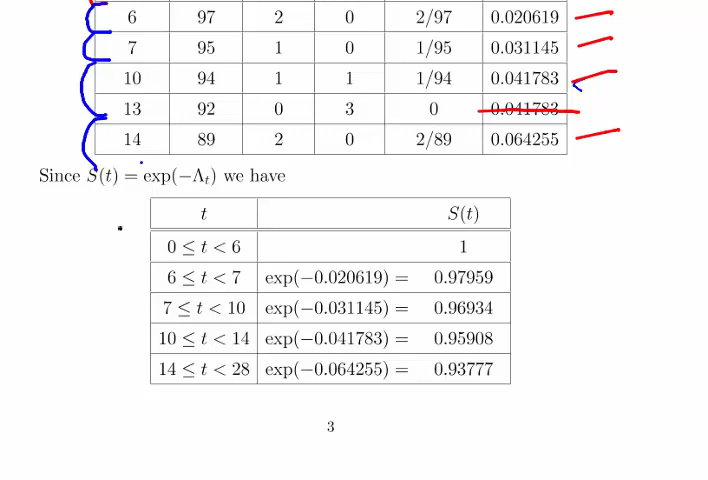 6 97 2 0 2/97 0.020619
7 95 1 0 1/95 0.031145
10 94 1 1 1/94 0.041783
13 92 0 3 0 0.041783
14 89 2 0 2/89 0.064255
Since S(t) = exp(−Λₜ) we have
t S(t)
0 ≤ t < 6 1
6 ≤ t < 7 exp(−0.020619) = 0.97959
7 ≤ t < 10 exp(−0.031145) = 0.96934
10 ≤ t < 14 exp(−0.041783) = 0.95908
14 ≤ t < 28 exp(−0.064255) = 0.93777
3